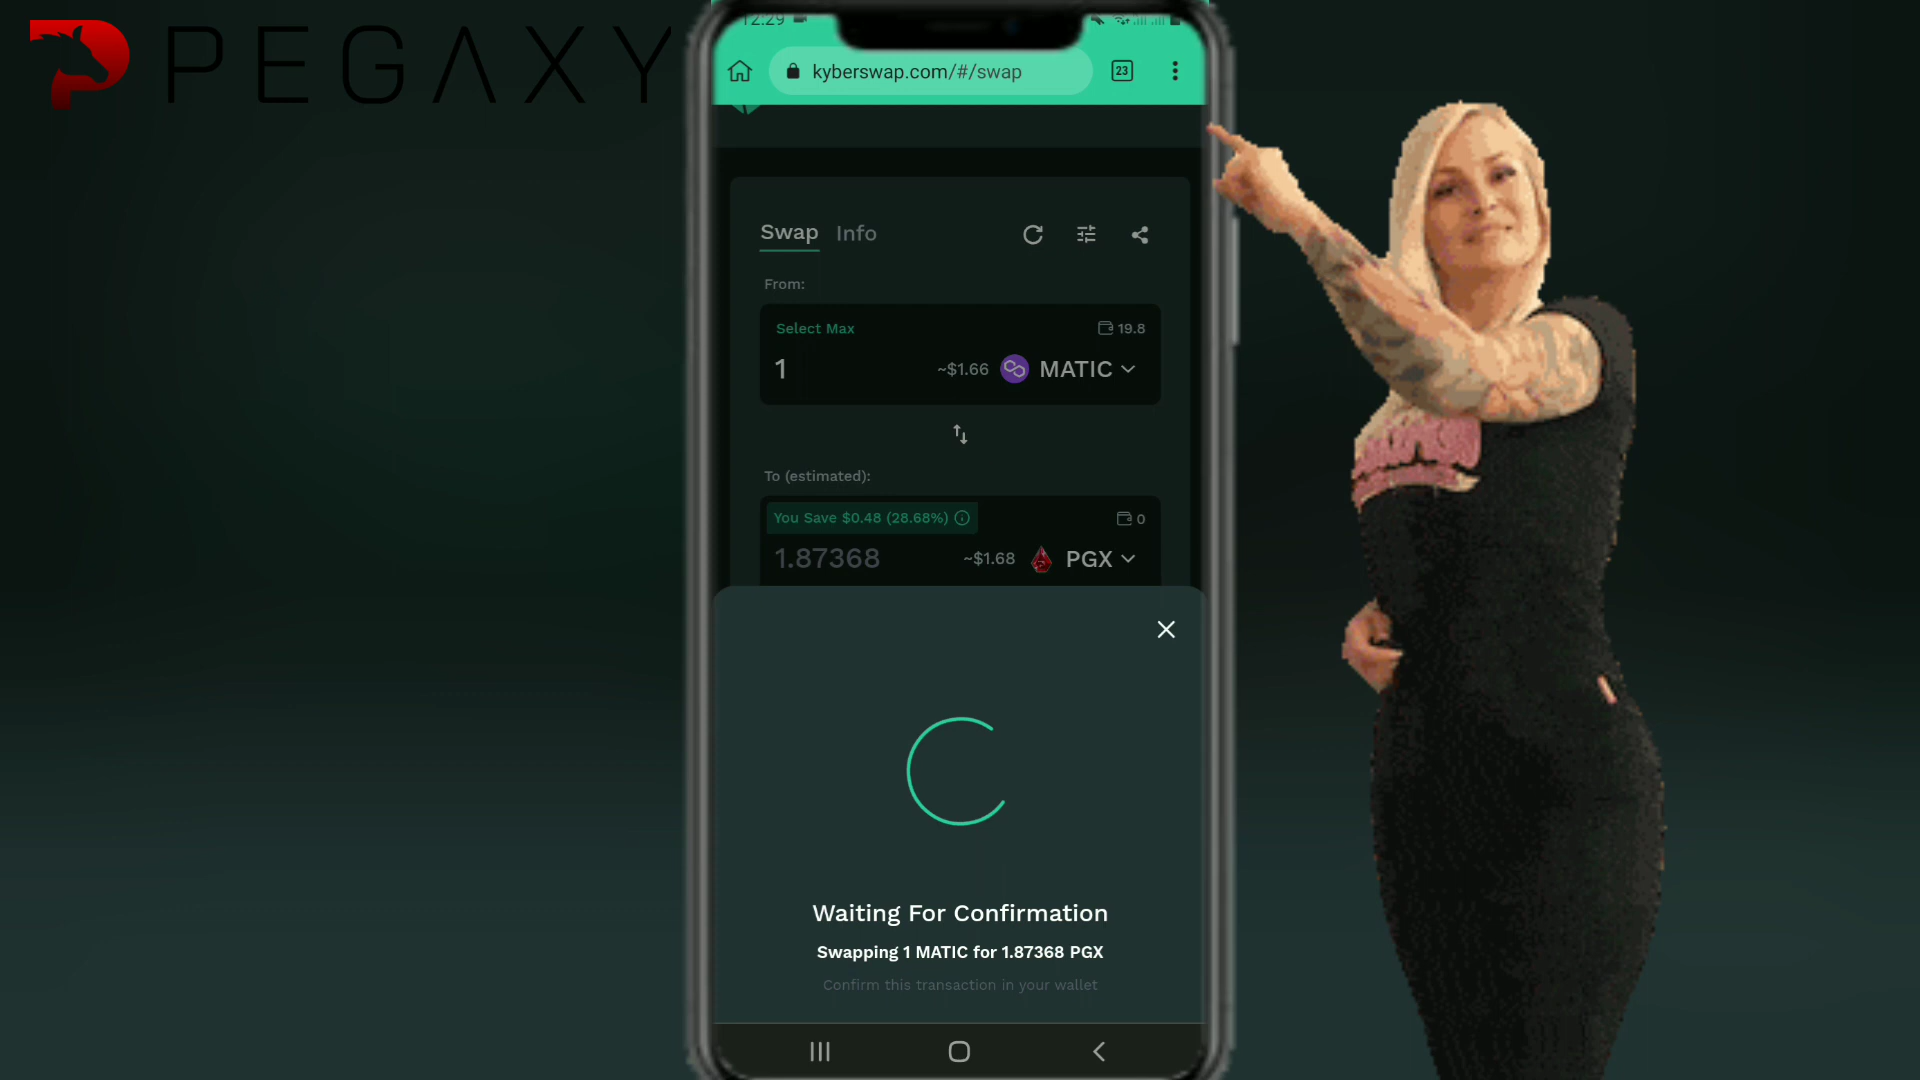 PEGAXY
12:29
kyberswap.com/#/swap
23
Swap Info
From:
Select Max 19.8
1 ~$1.66 MATIC
To (estimated):
You Save $0.48 (28.68%) 0
1.87368 ~$1.68 PGX
Waiting For Confirmation
Swapping 1 MATIC for 1.87368 PGX
Confirm this transaction in your wallet